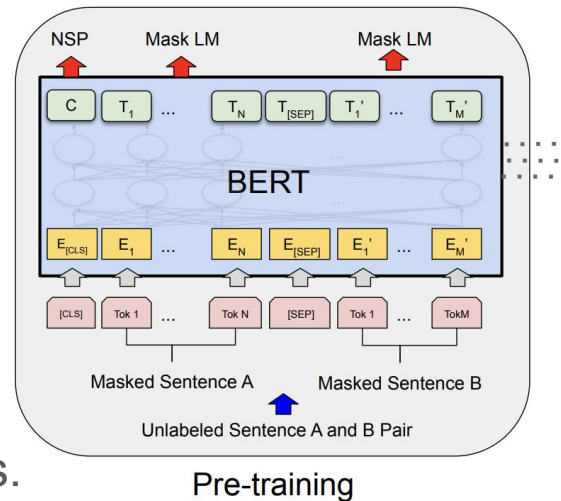 NSP Mask LM Mask LM
C T1 ... TN T[SEP] T1' ... TM'
...
BERT
...
E[CLS] E1 ... EN E[SEP] E1' ... EM'
[CLS] Tok 1 ... Tok N [SEP] Tok 1 ... TokM
Masked Sentence A Masked Sentence B
Unlabeled Sentence A and B Pair
s.
Pre-training